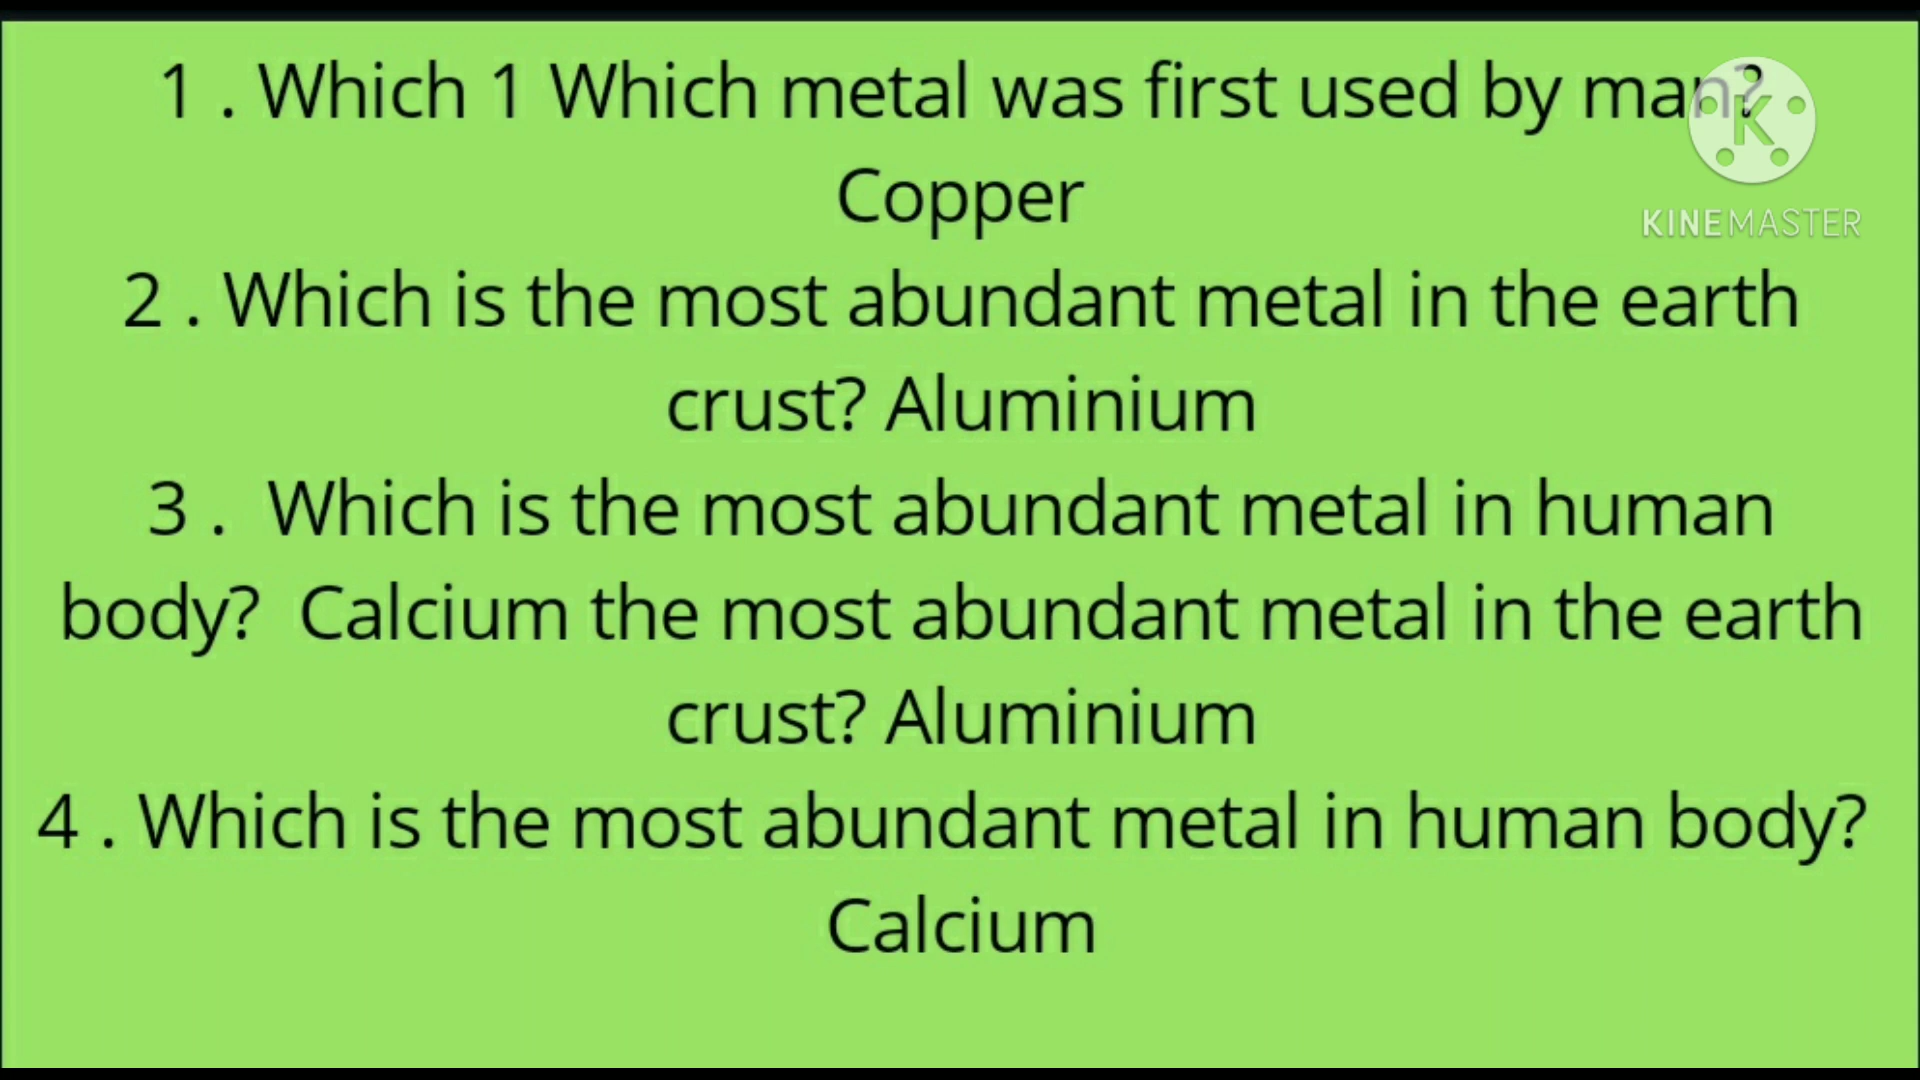 1 . Which 1 Which metal was first used by man?
Copper
KINEMASTER
2 . Which is the most abundant metal in the earth
crust? Aluminium
3 .  Which is the most abundant metal in human
body?  Calcium the most abundant metal in the earth
crust? Aluminium
4 . Which is the most abundant metal in human body?
Calcium